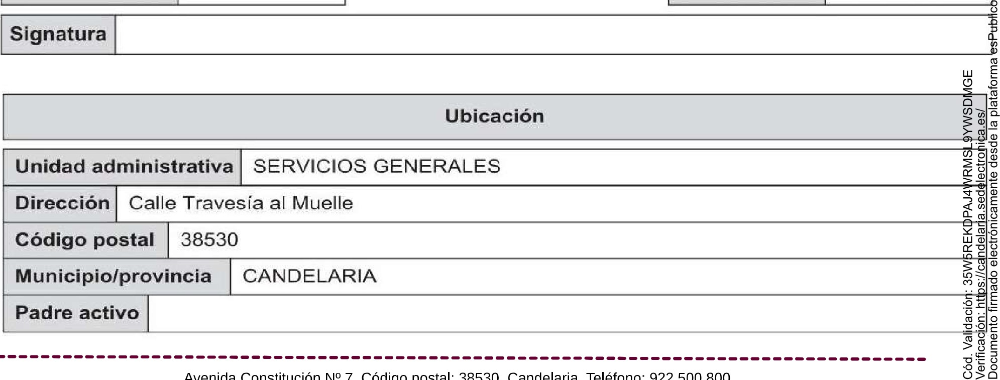 Signatura
Ubicación
Unidad administrativa SERVICIOS GENERALES
Dirección Calle Travesía al Muelle
Código postal 38530
Municipio/provincia CANDELARIA
Padre activo
Avenida Constitución Nº 7. Código postal: 38530. Candelaria. Teléfono: 922 500 800
Cód. Validación: 35W5REKDPAJ4WRMSL9YWSDMGE
Verificación: https://candelaria.sedelectronica.es/
Documento firmado electrónicamente desde la plataforma esPublico